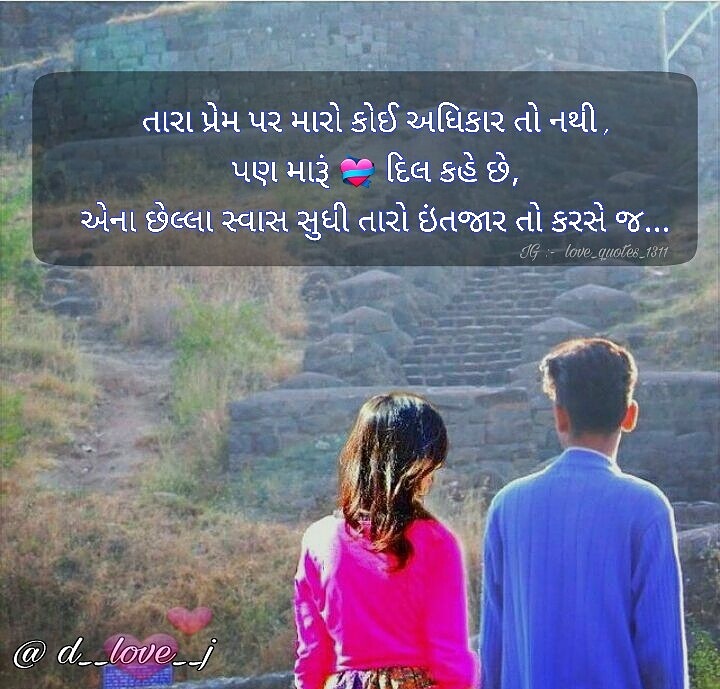 તારા પ્રેમ પર મારો કોઈ અધિકાર તો નથી,
પણ મારૂં 💝 દિલ કહે છે,
એના છેલ્લા સ્વાસ સુધી તારો ઇંતજાર તો કરસે જ...
IG :- love_quotes_1311
@ d__love__j